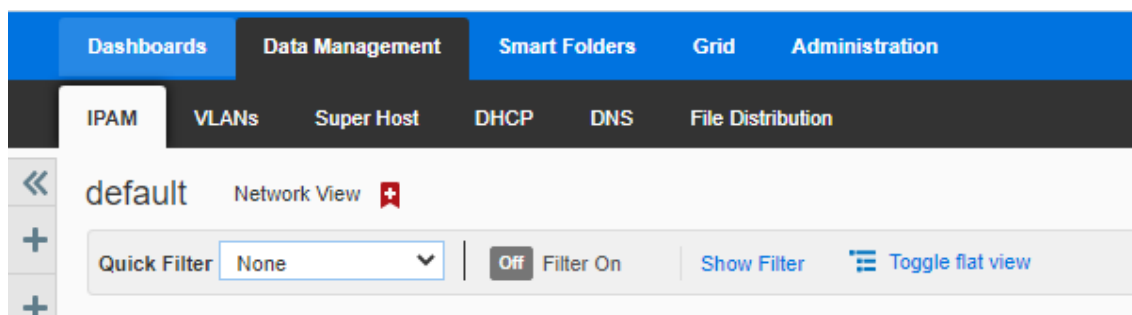 Dashboards Data Management Smart Folders Grid Administration
IPAM VLANs Super Host DHCP DNS File Distribution
default Network View
Quick Filter None Off Filter On Show Filter Toggle flat view